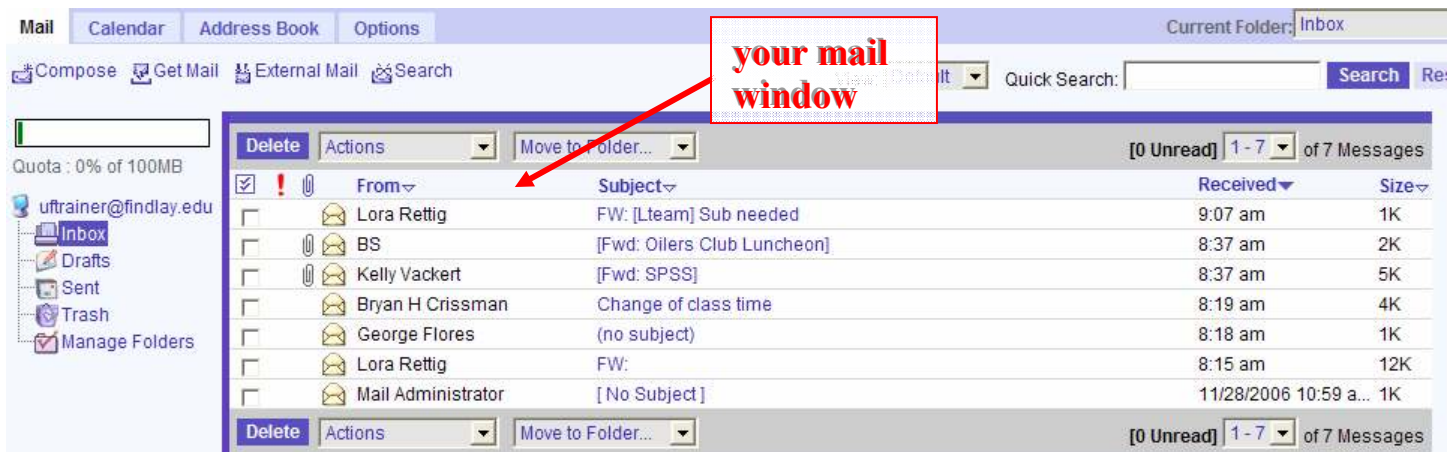 Mail Calendar Address Book Options Current Folder: Inbox
Compose Get Mail External Mail Search Quick Search: Search Res
your mail
window
Quota : 0% of 100MB
uftrainer@findlay.edu
Inbox
Drafts
Sent
Trash
Manage Folders
Delete Actions Move to Folder... [0 Unread] 1 - 7 of 7 Messages
From Subject Received Size
Lora Rettig FW: [Lteam] Sub needed 9:07 am 1K
BS [Fwd: Oilers Club Luncheon] 8:37 am 2K
Kelly Vackert [Fwd: SPSS] 8:37 am 5K
Bryan H Crissman Change of class time 8:19 am 4K
George Flores (no subject) 8:18 am 1K
Lora Rettig FW: 8:15 am 12K
Mail Administrator [ No Subject ] 11/28/2006 10:59 a... 1K
Delete Actions Move to Folder... [0 Unread] 1 - 7 of 7 Messages